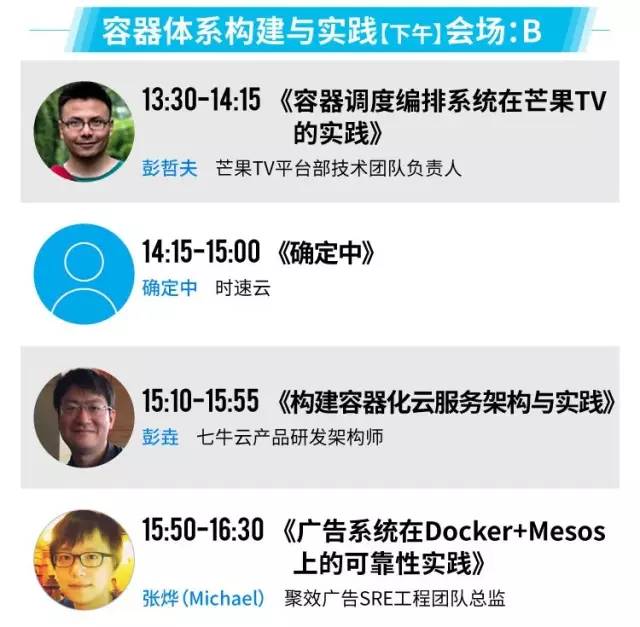 容器体系构建与实践【下午】会场：B
13:30-14:15 《容器调度编排系统在芒果TV
的实践》
彭哲夫 芒果TV平台部技术团队负责人
14:15-15:00 《确定中》
确定中 时速云
15:10-15:55 《构建容器化云服务架构与实践》
彭垚 七牛云产品研发架构师
15:50-16:30 《广告系统在Docker+Mesos
上的可靠性实践》
张烨（Michael） 聚效广告SRE工程团队总监